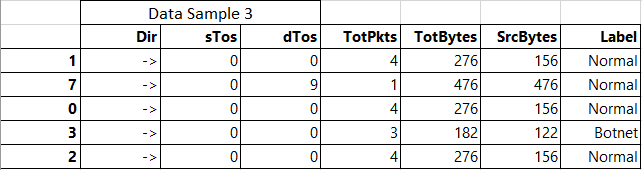 Data Sample 3
Dir sTos dTos TotPkts TotBytes SrcBytes Label
1 -> 0 0 4 276 156 Normal
7 -> 0 9 1 476 476 Normal
0 -> 0 0 4 276 156 Normal
3 -> 0 0 3 182 122 Botnet
2 -> 0 0 4 276 156 Normal